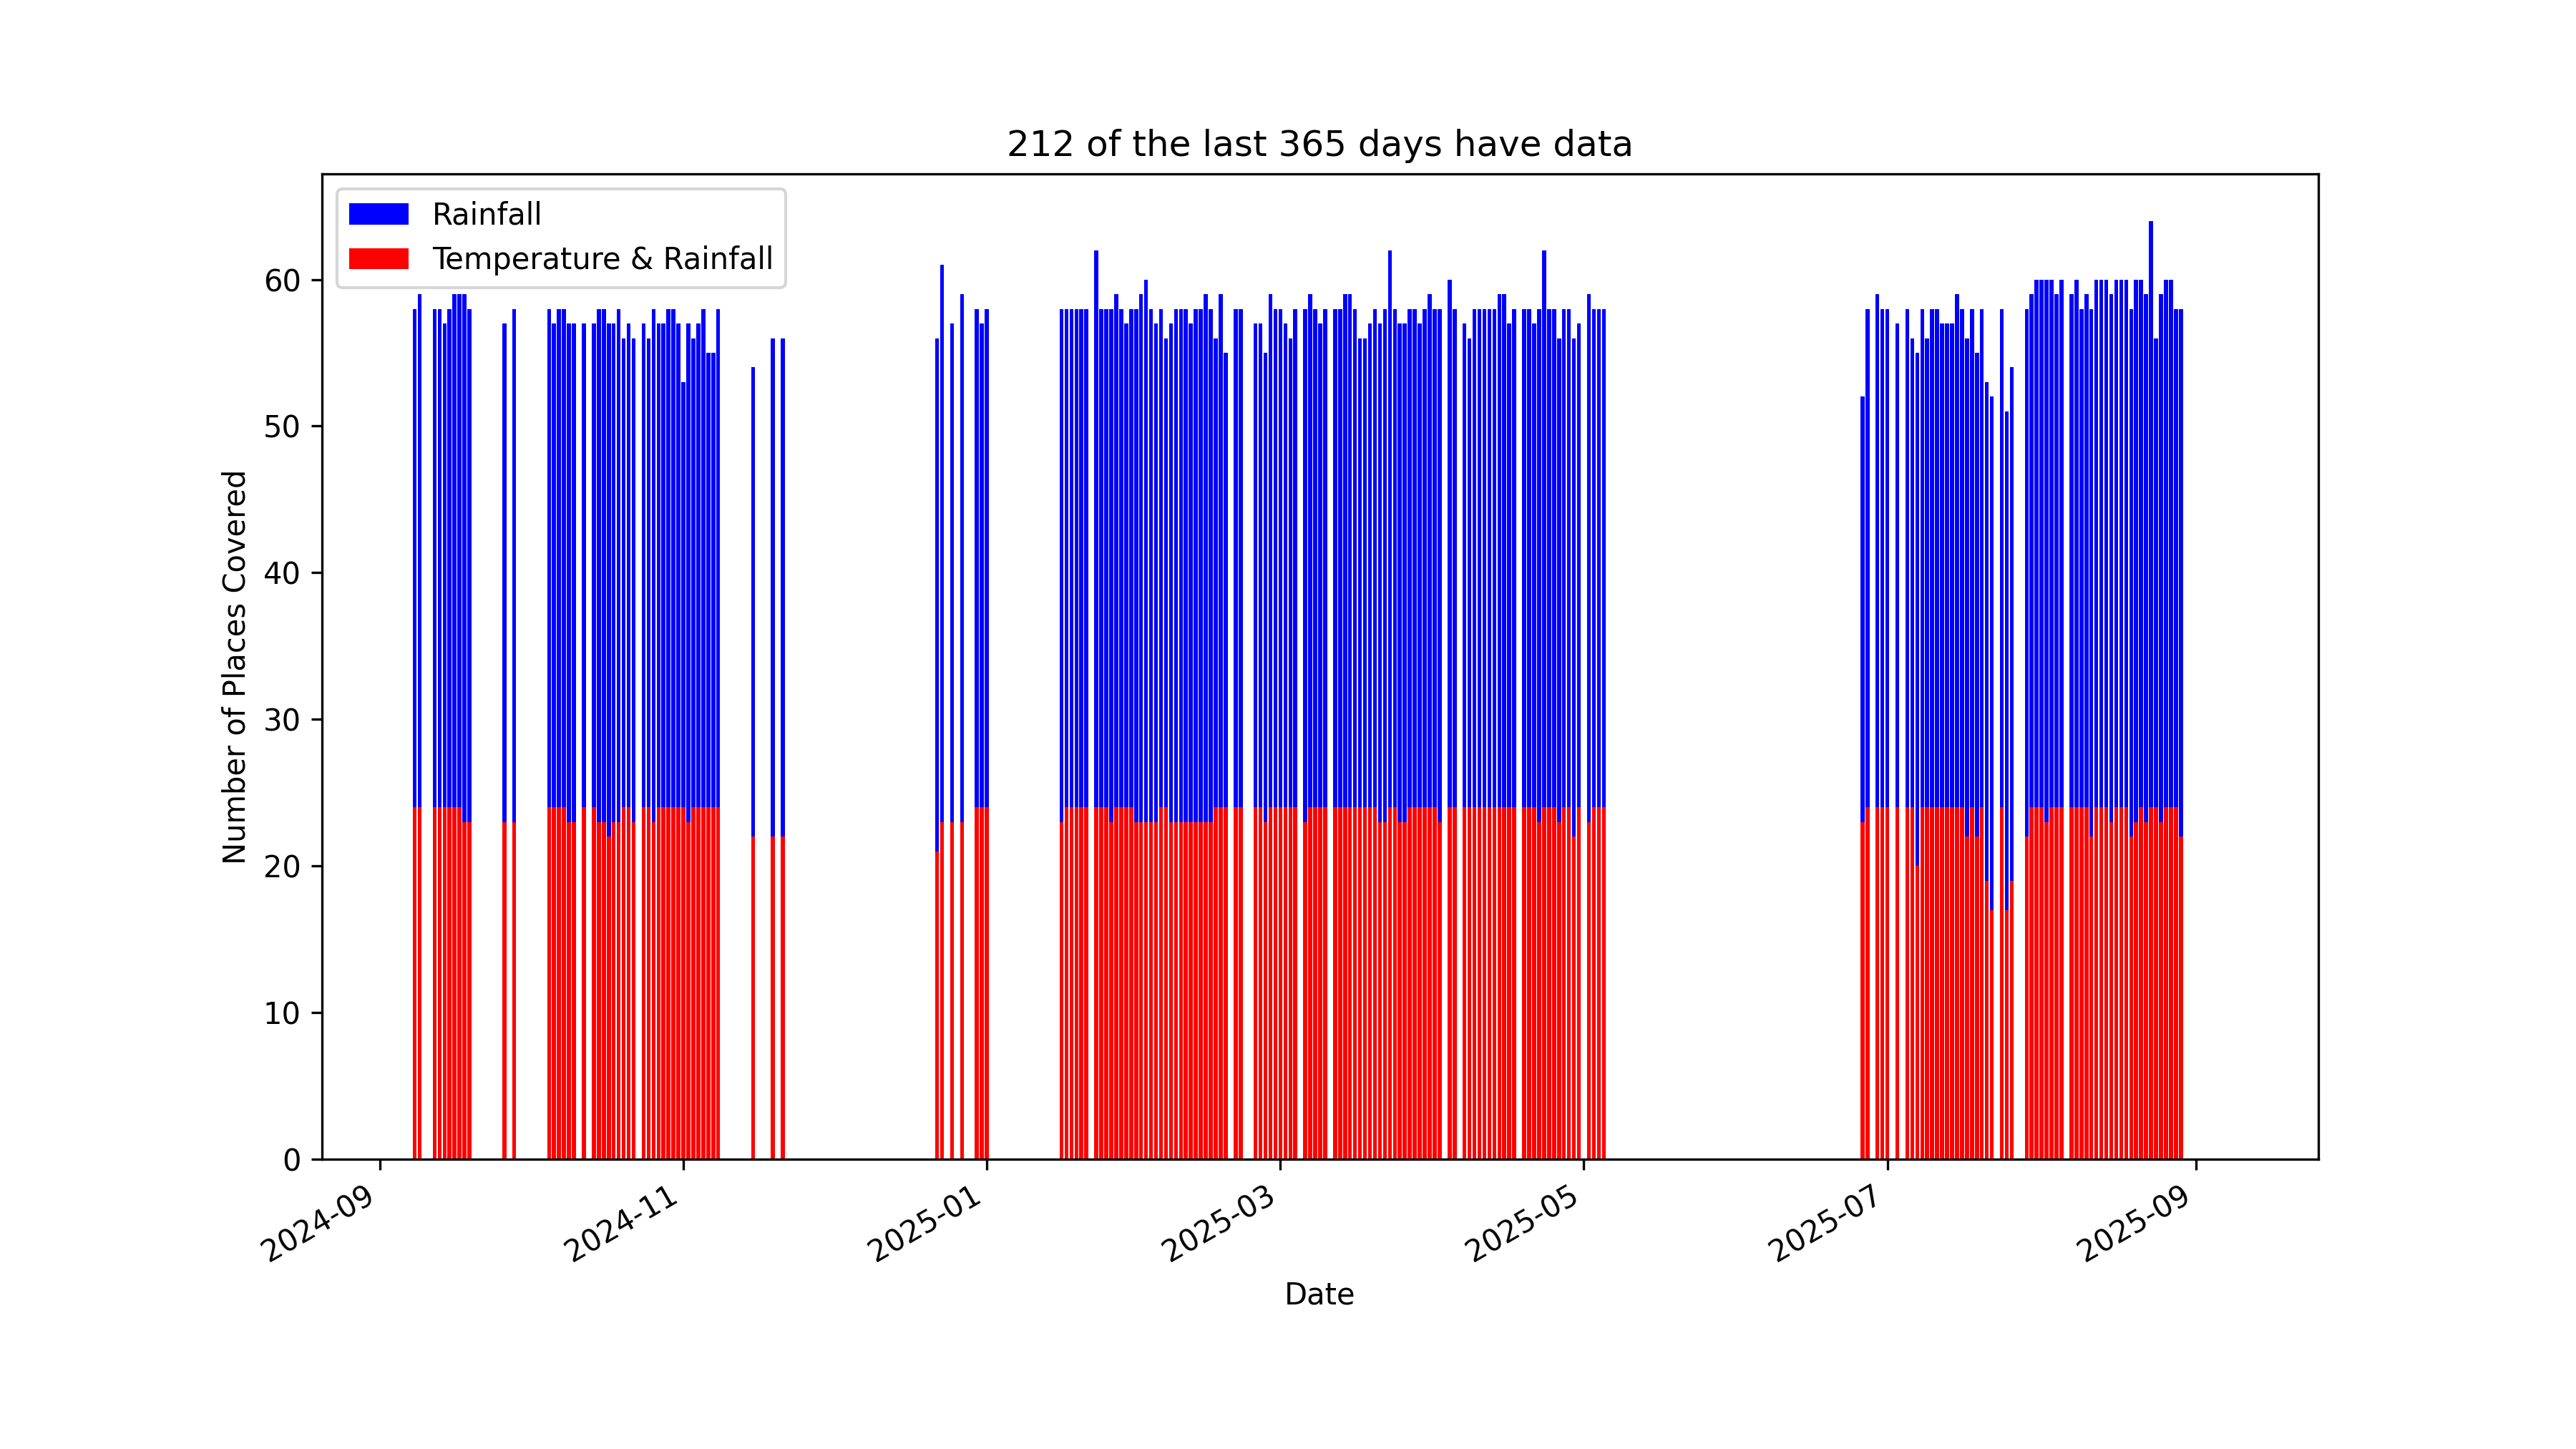 212 of the last 365 days have data
Rainfall
Temperature & Rainfall
60
50
40
30
20
10
0
Number of Places Covered
2024-09
2024-11
2025-01
2025-03
2025-05
2025-07
2025-09
Date